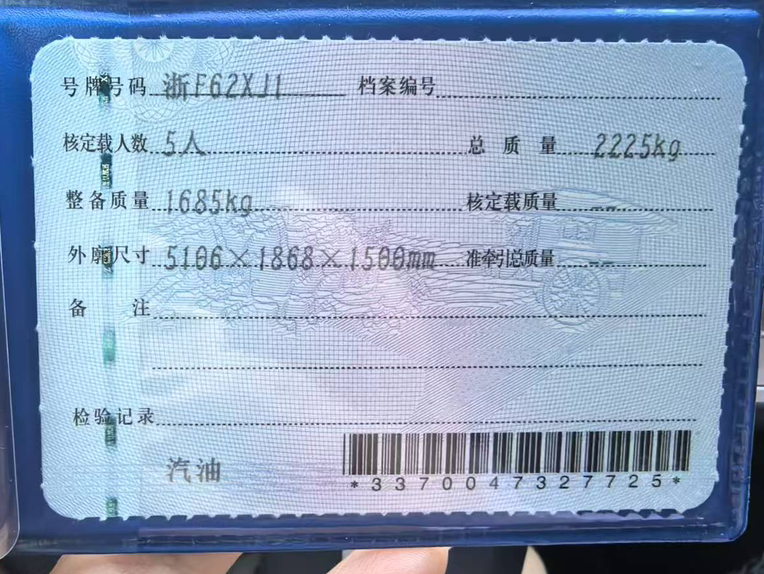 号牌号码 浙F62XJ1 档案编号
核定载人数 5人 总质量 2225kg
整备质量 1685kg 核定载质量 --
外廓尺寸 5106×1868×1500mm 准牵引总质量 --
备注
检验记录
汽油
*3370047327725*